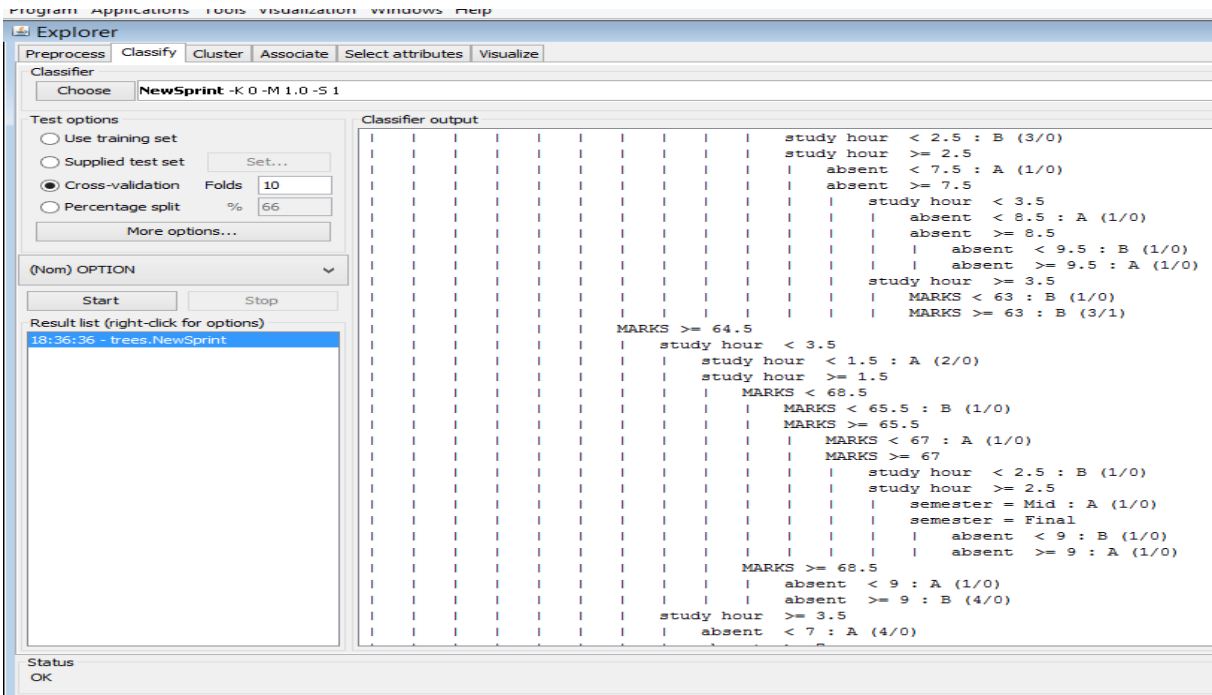 Program Applications Tools Visualization Windows Help
Explorer
Preprocess Classify Cluster Associate Select attributes Visualize
Classifier
Choose NewSprint -K 0 -M 1.0 -S 1
Test options
Use training set
Supplied test set Set...
Cross-validation Folds 10
Percentage split % 66
More options...
(Nom) OPTION
Start Stop
Result list (right-click for options)
18:36:36 - trees.NewSprint
Classifier output
| | | | | | | | | | study hour < 2.5 : B (3/0)
| | | | | | | | | | study hour >= 2.5
| | | | | | | | | | | absent < 7.5 : A (1/0)
| | | | | | | | | | | absent >= 7.5
| | | | | | | | | | | | study hour < 3.5
| | | | | | | | | | | | | absent < 8.5 : A (1/0)
| | | | | | | | | | | | | absent >= 8.5
| | | | | | | | | | | | | | absent < 9.5 : B (1/0)
| | | | | | | | | | | | | | absent >= 9.5 : A (1/0)
| | | | | | | | | | | | study hour >= 3.5
| | | | | | | | | | | | | MARKS < 63 : B (1/0)
| | | | | | | | | | | | | MARKS >= 63 : B (3/1)
| | | | | | MARKS >= 64.5
| | | | | | | study hour < 3.5
| | | | | | | | study hour < 1.5 : A (2/0)
| | | | | | | | study hour >= 1.5
| | | | | | | | | MARKS < 68.5
| | | | | | | | | | MARKS < 65.5 : B (1/0)
| | | | | | | | | | MARKS >= 65.5
| | | | | | | | | | | MARKS < 67 : A (1/0)
| | | | | | | | | | | MARKS >= 67
| | | | | | | | | | | | study hour < 2.5 : B (1/0)
| | | | | | | | | | | | study hour >= 2.5
| | | | | | | | | | | | | semester = Mid : A (1/0)
| | | | | | | | | | | | | semester = Final
| | | | | | | | | | | | | | absent < 9 : B (1/0)
| | | | | | | | | | | | | | absent >= 9 : A (1/0)
| | | | | | | | | MARKS >= 68.5
| | | | | | | | | | absent < 9 : A (1/0)
| | | | | | | | | | absent >= 9 : B (4/0)
| | | | | | | study hour >= 3.5
| | | | | | | | absent < 7 : A (4/0)
Status
OK